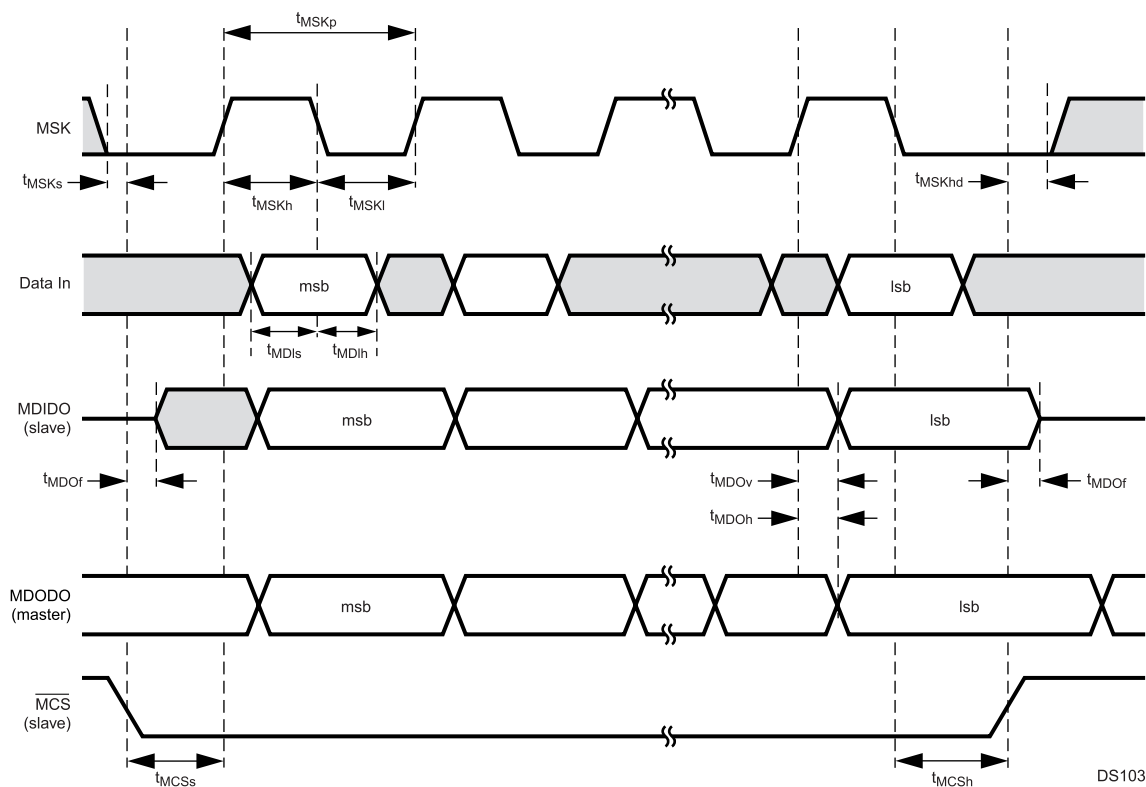 tMSKp
MSK
tMSKs
tMSKh
tMSKl
tMSKhd
Data In
msb
lsb
tMDIs
tMDIh
MDIDO
(slave)
msb
lsb
tMDOf
tMDOv
tMDOf
tMDOh
MDODO
(master)
msb
lsb
MCS
(slave)
tMCSs
tMCSh
DS103